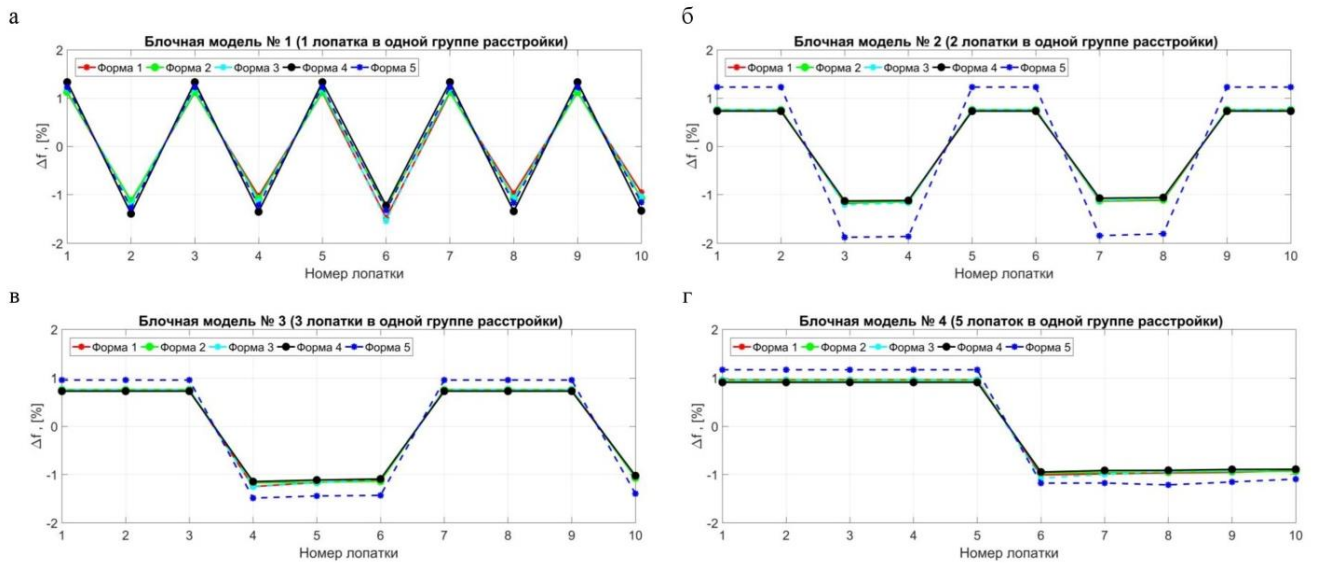 а
Блочная модель № 1 (1 лопатка в одной группе расстройки)
Форма 1 Форма 2 Форма 3 Форма 4 Форма 5
Δf , [%]
2
1
0
-1
-2
1 2 3 4 5 6 7 8 9 10
Номер лопатки
б
Блочная модель № 2 (2 лопатки в одной группе расстройки)
Форма 1 Форма 2 Форма 3 Форма 4 Форма 5
Δf , [%]
2
1
0
-1
-2
1 2 3 4 5 6 7 8 9 10
Номер лопатки
в
Блочная модель № 3 (3 лопатки в одной группе расстройки)
Форма 1 Форма 2 Форма 3 Форма 4 Форма 5
Δf , [%]
2
1
0
-1
-2
1 2 3 4 5 6 7 8 9 10
Номер лопатки
г
Блочная модель № 4 (5 лопаток в одной группе расстройки)
Форма 1 Форма 2 Форма 3 Форма 4 Форма 5
Δf , [%]
2
1
0
-1
-2
1 2 3 4 5 6 7 8 9 10
Номер лопатки